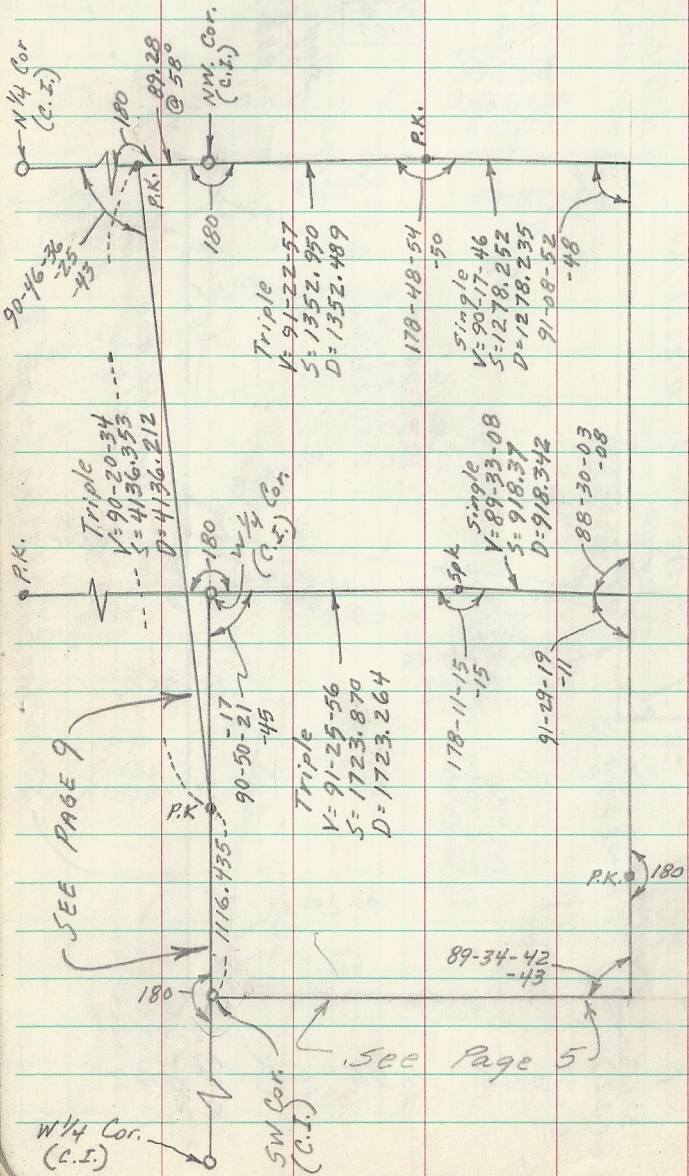 N 1/4 Cor
(C.I.)
180
89.28
@ 58°
NW. Cor.
(C.I.)
P.K.
180
90-46-36
-25
-43
P.K.
Triple
V= 90-20-34
S= 4136.353
D= 4136.212
Triple
V= 91-22-57
S= 1352.950
D= 1352.489
P.K.
178-48-54
-50
Single
V= 90-17-46
S= 1278.252
D= 1278.235
91-08-52
-48
180
W 1/4 Cor.
(C.I.)
SEE PAGE 9
P.K.
90-50-21
-17
-45
Triple
V= 91-25-56
S= 1723.870
D= 1723.264
Spk
178-11-15
-15
Single
V= 89-33-08
S= 918.37
D= 918.342
88-30-03
-08
91-29-19
-11
1116.435
180
P.K.
180
89-34-42
-43
See Page 5
W 1/4 Cor.
(C.I.)
SW Cor.
(C.I.)